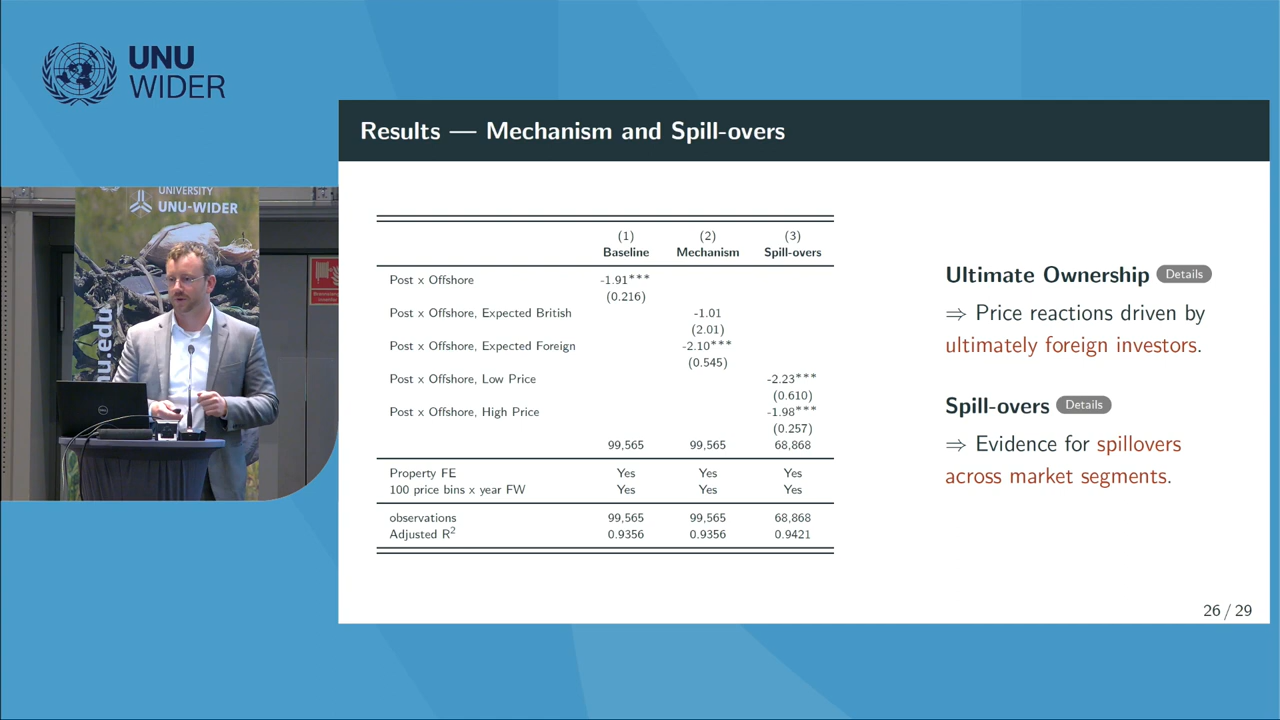 UNU
WIDER
UNIVERSITY
UNU-WIDER
nu.edu
DELL
Results — Mechanism and Spill-overs
(1) (2) (3)
Baseline Mechanism Spill-overs
Post x Offshore -1.91***
(0.216)
Post x Offshore, Expected British -1.01
(2.01)
Post x Offshore, Expected Foreign -2.10***
(0.545)
Post x Offshore, Low Price -2.23***
(0.610)
Post x Offshore, High Price -1.98***
(0.257)
99,565 99,565 68,868
Property FE Yes Yes Yes
100 price bins x year FW Yes Yes Yes
observations 99,565 99,565 68,868
Adjusted R² 0.9356 0.9356 0.9421
Ultimate Ownership Details
⇒ Price reactions driven by
ultimately foreign investors.
Spill-overs Details
⇒ Evidence for spillovers
across market segments.
26 / 29